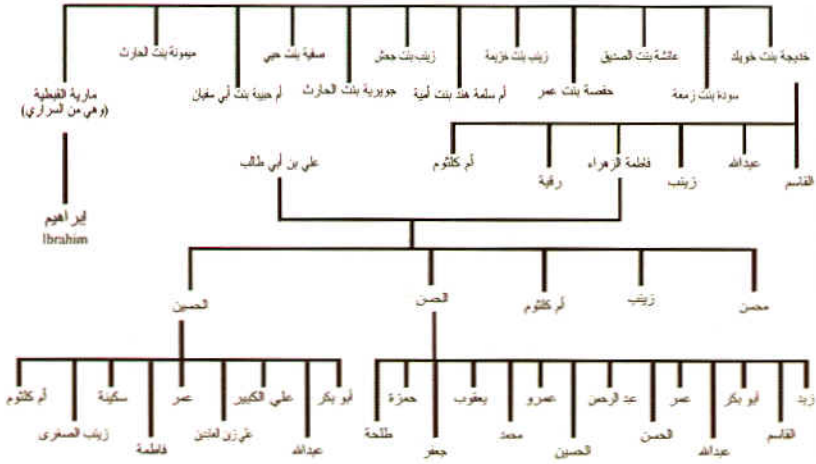 خديجة بنت خويلد
سودة بنت زمعة
عائشة بنت الصديق
حفصة بنت عمر
زينب بنت خزيمة
أم سلمة هند بنت أمية
زينب بنت جحش
جويرية بنت الحارث
صفية بنت حيي
أم حبيبة بنت أبي سفيان
ميمونة بنت الحارث
مارية القبطية
(وهي من السراري)
القاسم
عبدالله
زينب
رقية
فاطمة الزهراء
أم كلثوم
علي بن أبي طالب
إبراهيم
Ibrahim
محسن
زينب
أم كلثوم
الحسن
الحسين
زيد
القاسم
أبو بكر
عبدالله
عمر
الحسن
عبد الرحمن
الحسين
عمرو
محمد
يعقوب
جعفر
حمزة
طلحة
أبو بكر
عبدالله
علي الكبير
علي زين العابدين
عمر
فاطمة
سكينة
زينب الصغرى
أم كلثوم